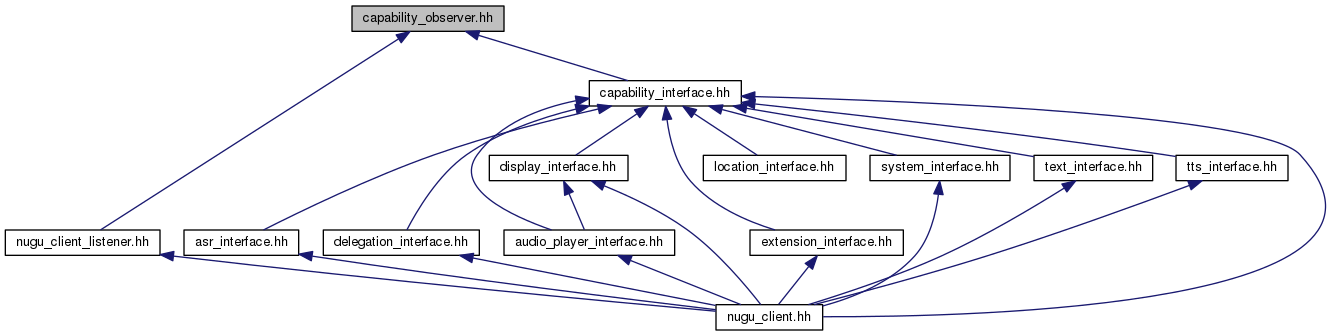 capability_observer.hh
capability_interface.hh
display_interface.hh
location_interface.hh
system_interface.hh
text_interface.hh
tts_interface.hh
nugu_client_listener.hh
asr_interface.hh
delegation_interface.hh
audio_player_interface.hh
extension_interface.hh
nugu_client.hh